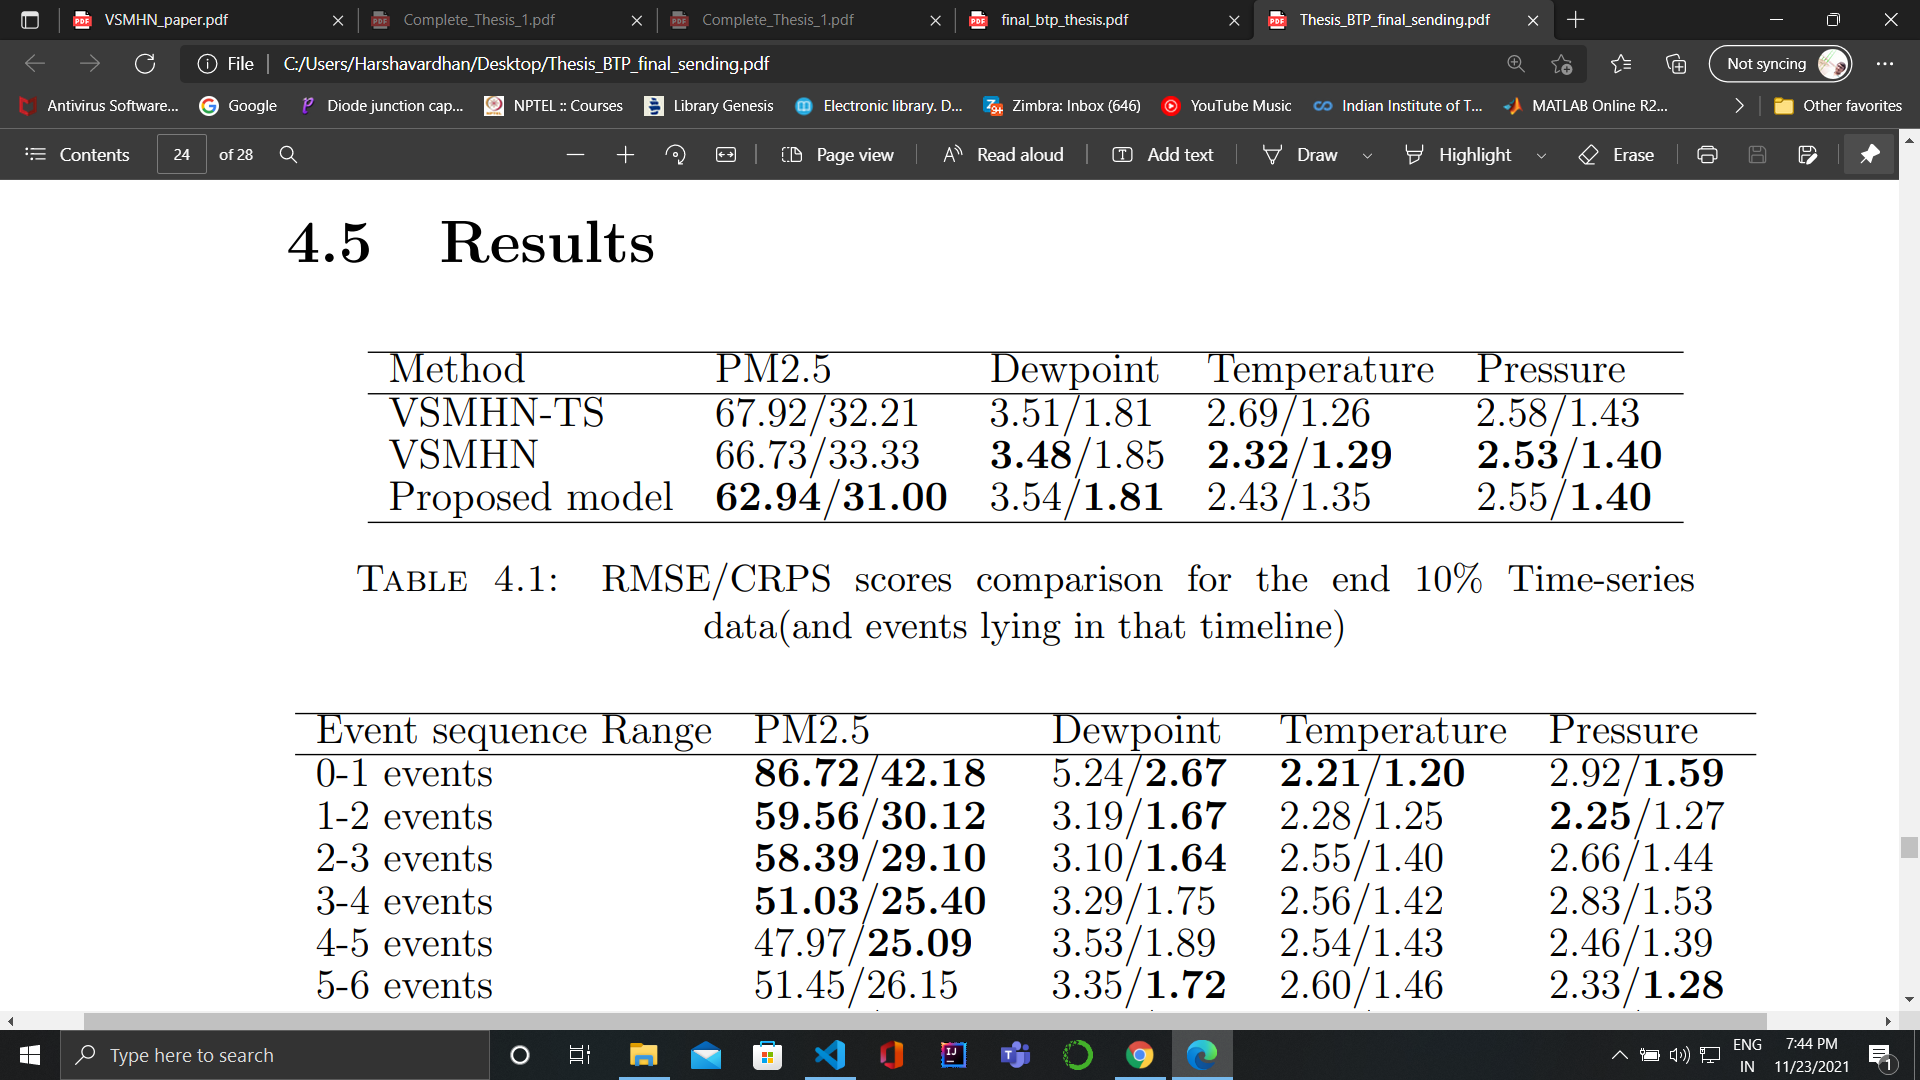 VSMHN_paper.pdf Complete_Thesis_1.pdf Complete_Thesis_1.pdf final_btp_thesis.pdf Thesis_BTP_final_sending.pdf
File C:/Users/Harshavardhan/Desktop/Thesis_BTP_final_sending.pdf Not syncing
Antivirus Software... Google Diode junction cap... NPTEL :: Courses Library Genesis Electronic library. D... Zimbra: Inbox (646) YouTube Music Indian Institute of T... MATLAB Online R2... Other favorites
Contents 24 of 28 Page view Read aloud Add text Draw Highlight Erase
4.5 Results
Method PM2.5 Dewpoint Temperature Pressure
VSMHN-TS 67.92/32.21 3.51/1.81 2.69/1.26 2.58/1.43
VSMHN 66.73/33.33 3.48/1.85 2.32/1.29 2.53/1.40
Proposed model 62.94/31.00 3.54/1.81 2.43/1.35 2.55/1.40
TABLE 4.1: RMSE/CRPS scores comparison for the end 10% Time-series
data(and events lying in that timeline)
Event sequence Range PM2.5 Dewpoint Temperature Pressure
0-1 events 86.72/42.18 5.24/2.67 2.21/1.20 2.92/1.59
1-2 events 59.56/30.12 3.19/1.67 2.28/1.25 2.25/1.27
2-3 events 58.39/29.10 3.10/1.64 2.55/1.40 2.66/1.44
3-4 events 51.03/25.40 3.29/1.75 2.56/1.42 2.83/1.53
4-5 events 47.97/25.09 3.53/1.89 2.54/1.43 2.46/1.39
5-6 events 51.45/26.15 3.35/1.72 2.60/1.46 2.33/1.28
Type here to search ENG 7:44 PM
IN 11/23/2021 1